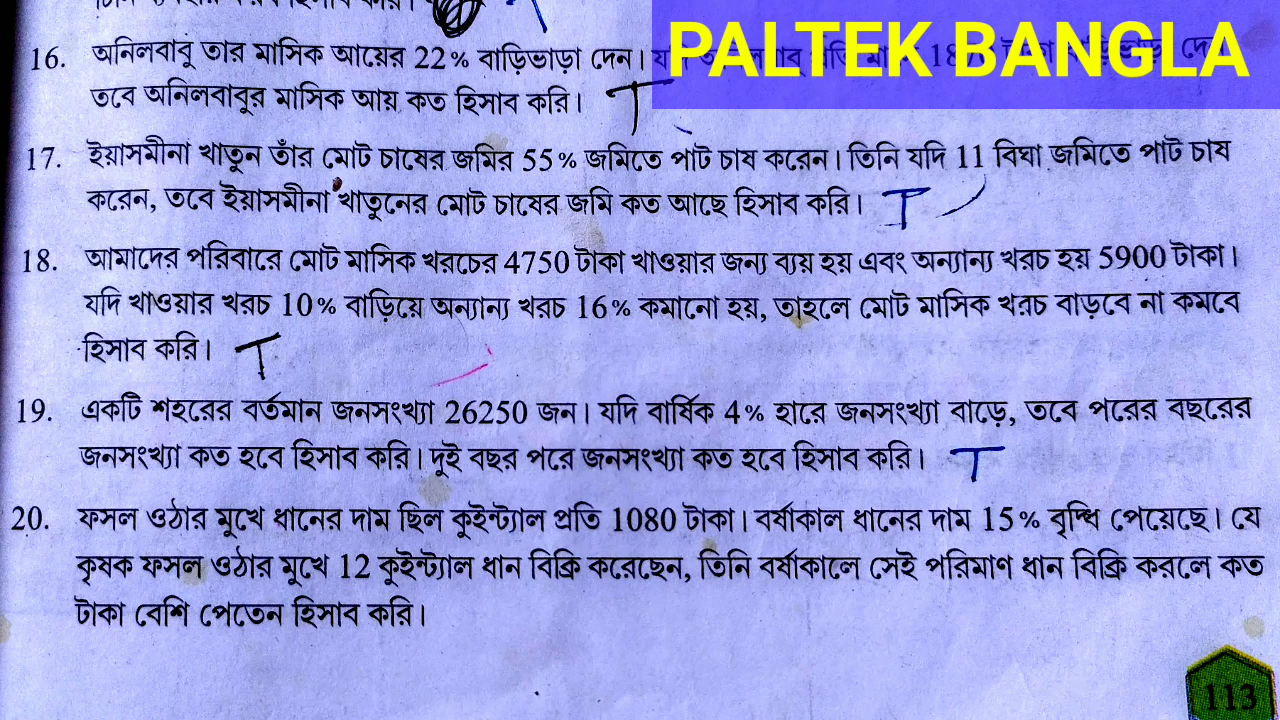 PALTEK BANGLA
16. অনিলবাবু তার মাসিক আয়ের 22% বাড়িভাড়া দেন।
তবে অনিলবাবুর মাসিক আয় কত হিসাব করি। T
17. ইয়াসমীনা খাতুন তাঁর মোট চাষের জমির 55% জমিতে পাট চাষ করেন। তিনি যদি 11 বিঘা জমিতে পাট চাষ
করেন, তবে ইয়াসমীনা খাতুনের মোট চাষের জমি কত আছে হিসাব করি। T
18. আমাদের পরিবারে মোট মাসিক খরচের 4750 টাকা খাওয়ার জন্য ব্যয় হয় এবং অন্যান্য খরচ হয় 5900 টাকা।
যদি খাওয়ার খরচ 10% বাড়িয়ে অন্যান্য খরচ 16% কমানো হয়, তাহলে মোট মাসিক খরচ বাড়বে না কমবে
হিসাব করি। T
19. একটি শহরের বর্তমান জনসংখ্যা 26250 জন। যদি বার্ষিক 4% হারে জনসংখ্যা বাড়ে, তবে পরের বছরের
জনসংখ্যা কত হবে হিসাব করি। দুই বছর পরে জনসংখ্যা কত হবে হিসাব করি। T
20. ফসল ওঠার মুখে ধানের দাম ছিল কুইন্ট্যাল প্রতি 1080 টাকা। বর্ষাকাল ধানের দাম 15% বৃদ্ধি পেয়েছে। যে
কৃষক ফসল ওঠার মুখে 12 কুইন্ট্যাল ধান বিক্রি করেছেন, তিনি বর্ষাকালে সেই পরিমাণ ধান বিক্রি করলে কত
টাকা বেশি পেতেন হিসাব করি।
113